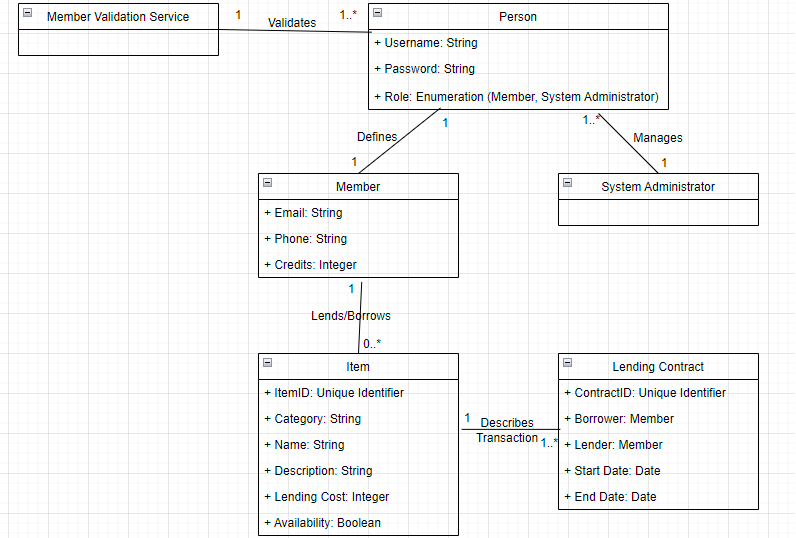 Member Validation Service
1
Validates
1..*
Person
+ Username: String
+ Password: String
+ Role: Enumeration (Member, System Administrator)
1
Defines
1
1..*
Manages
1
Member
+ Email: String
+ Phone: String
+ Credits: Integer
System Administrator
1
Lends/Borrows
0..*
Item
+ ItemID: Unique Identifier
+ Category: String
+ Name: String
+ Description: String
+ Lending Cost: Integer
+ Availability: Boolean
1
Describes
Transaction
1..*
Lending Contract
+ ContractID: Unique Identifier
+ Borrower: Member
+ Lender: Member
+ Start Date: Date
+ End Date: Date